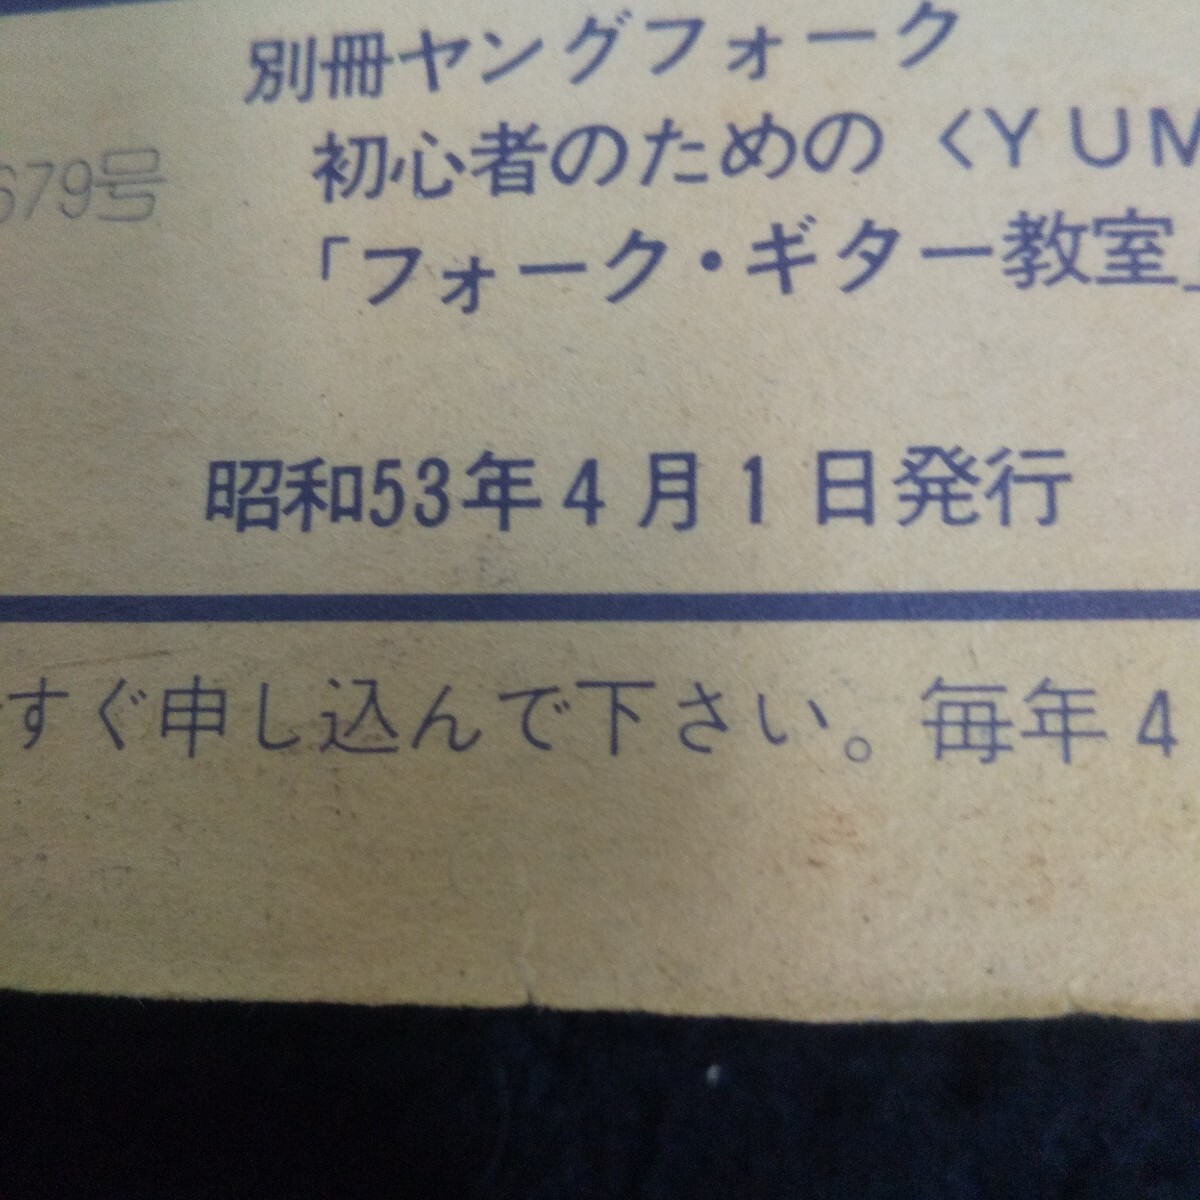 別冊ヤングフォーク
初心者のための〈YUM
679号
「フォーク・ギター教室」
昭和53年4月1日発行
すぐ申し込んで下さい。毎年4